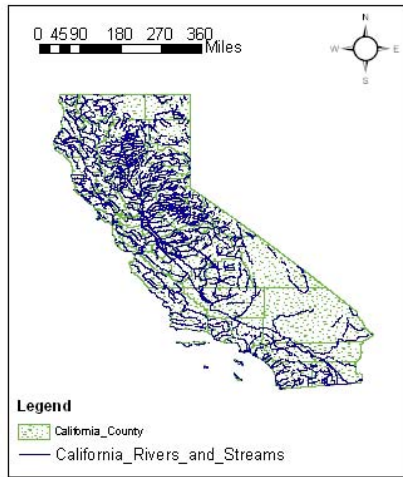 N
0 45 90 180 270 360
Miles
W E
S
Legend
California_County
California_Rivers_and_Streams